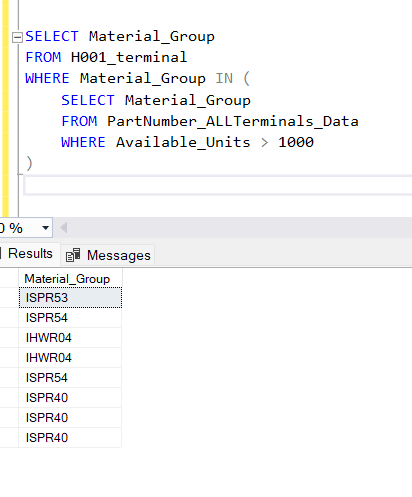 SELECT Material_Group
FROM H001_terminal
WHERE Material_Group IN (
    SELECT Material_Group
    FROM PartNumber_ALLTerminals_Data
    WHERE Available_Units > 1000
)
0 %
Results Messages
Material_Group
ISPR53
ISPR54
IHWR04
IHWR04
ISPR54
ISPR40
ISPR40
ISPR40